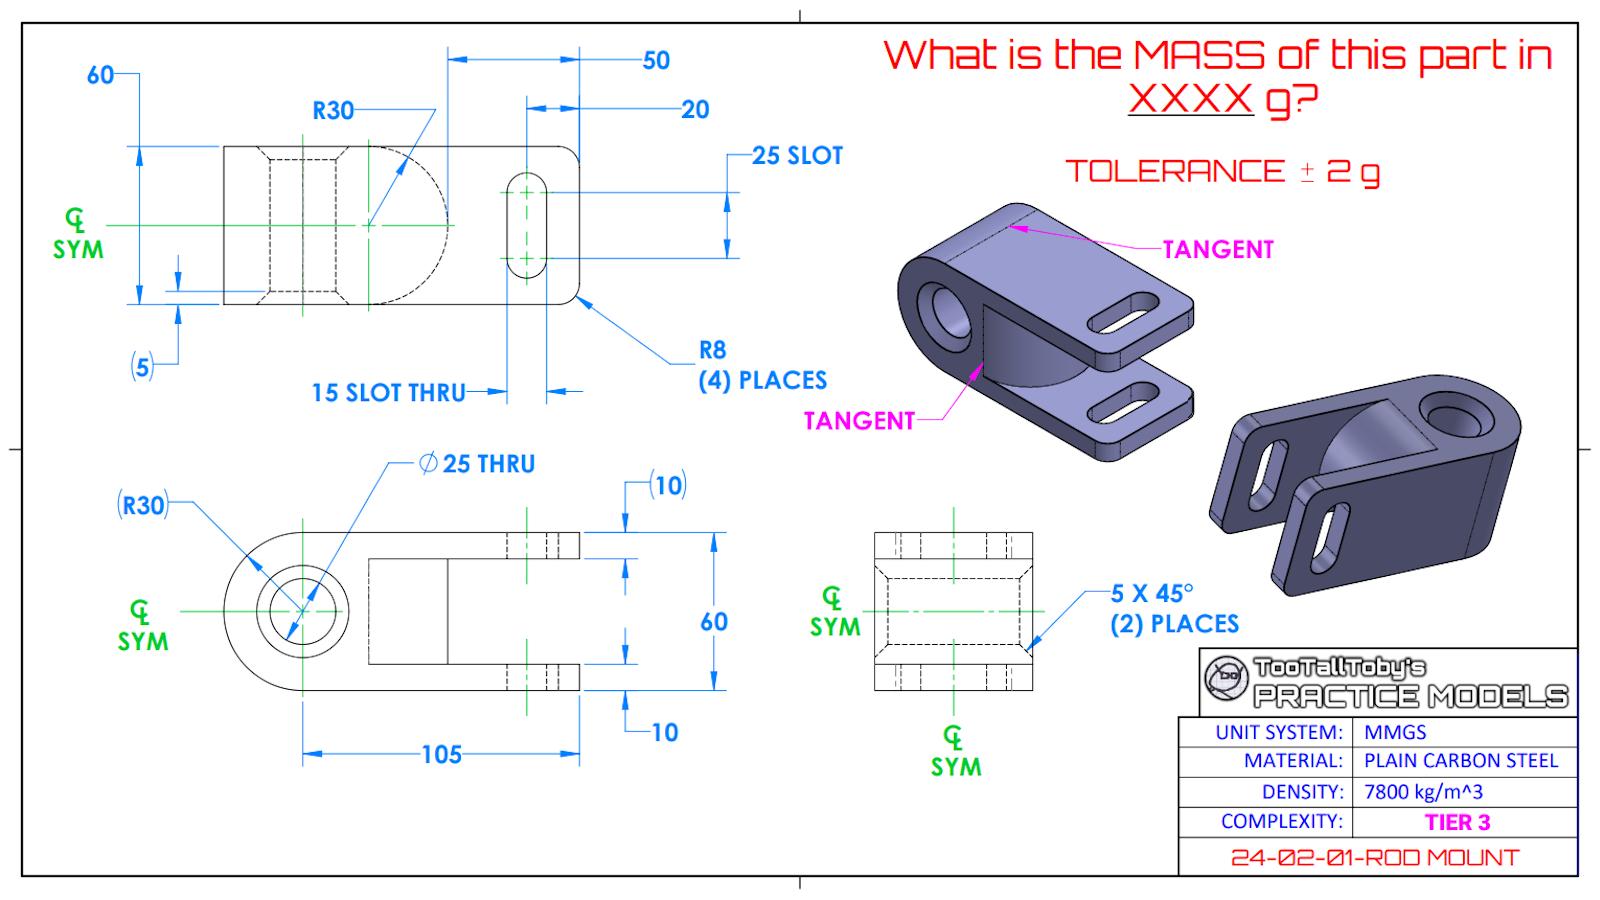 What is the MASS of this part in
XXXX g?
TOLERANCE ± 2 g
60
R30
50
20
25 SLOT
℄
SYM
(5)
15 SLOT THRU
R8
(4) PLACES
TANGENT
TANGENT
∅ 25 THRU
(R30)
(10)
℄
SYM
60
10
105
℄
SYM
5 X 45°
(2) PLACES
℄
SYM
TooTallToby's
PRACTICE MODELS
UNIT SYSTEM: MMGS
MATERIAL: PLAIN CARBON STEEL
DENSITY: 7800 kg/m^3
COMPLEXITY: TIER 3
24-02-01-ROD MOUNT